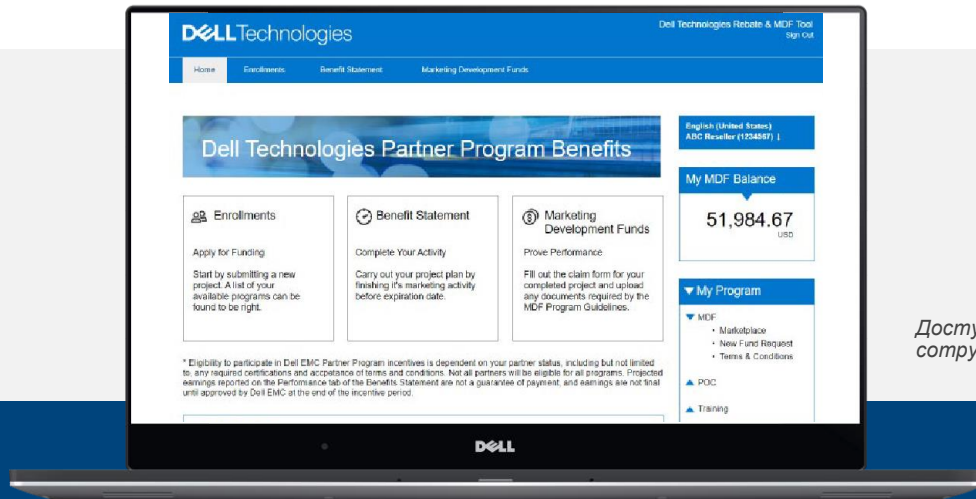 DELLTechnologies
Dell Technologies Rebate & MDF Tool
Sign Out
Home
Enrollments
Benefit Statement
Marketing Development Funds
Dell Technologies Partner Program Benefits
English (United States)
ABC Reseller (1234567) ↓
My MDF Balance
51,984.67
USD
Enrollments
Apply for Funding
Start by submitting a new
project. A list of your
available programs can be
found to be right.
Benefit Statement
Complete Your Activity
Carry out your project plan by
finishing it's marketing activity
before expiration date.
Marketing
Development Funds
Prove Performance
Fill out the claim form for your
completed project and upload
any documents required by the
MDF Program Guidelines.
My Program
MDF
• Marketplace
• New Fund Request
• Terms & Conditions
POC
Training
* Eligibility to participate in Dell EMC Partner Program incentives is dependent on your partner status, including but not limited
to, any required certifications and accpetance of terms and conditions. Not all partners will be eligible for all programs. Projected
earnings reported on the Performance tab of the Benefits Statement are not a guarantee of payment, and earnings are not final
until approved by Dell EMC at the end of the incentive period.
Досту
сотру
DELL